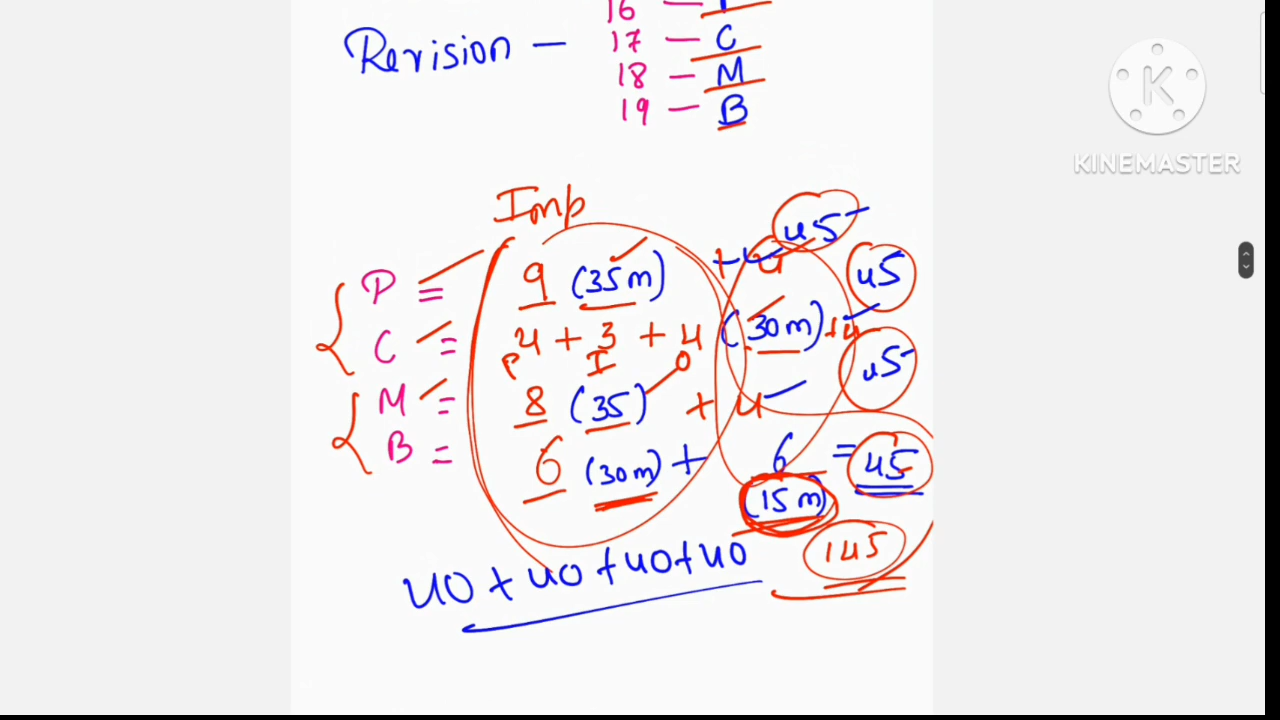 16 —
Revision — 17 — C
18 — M
19 — B
K
KINEMASTER
Imp
45
P = 9 (35m) + 4 45
C = 4 + 3 + 4 (30m) + 4
P I O
45
M = 8 (35) + 4
B = 6 (30m) + 6 = 45
(15m)
145
40 + 40 + 40 + 40